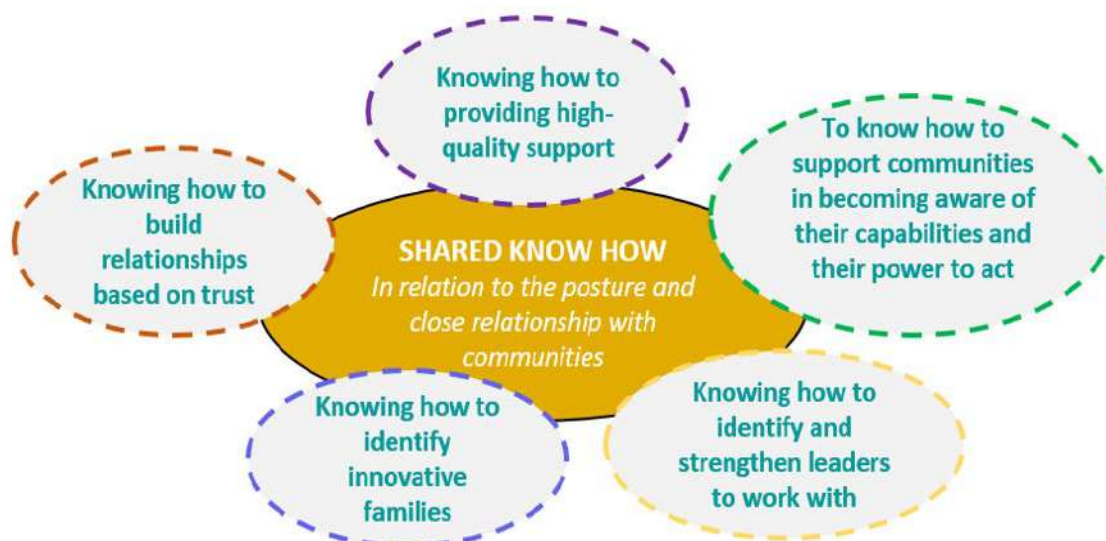 Knowing how to
providing high-
quality support
To know how to
support communities
in becoming aware of
their capabilities and
their power to act
Knowing how to
build
relationships
based on trust
SHARED KNOW HOW
In relation to the posture and
close relationship with
communities
Knowing how to
identify
innovative
families
Knowing how to
identify and
strengthen leaders
to work with